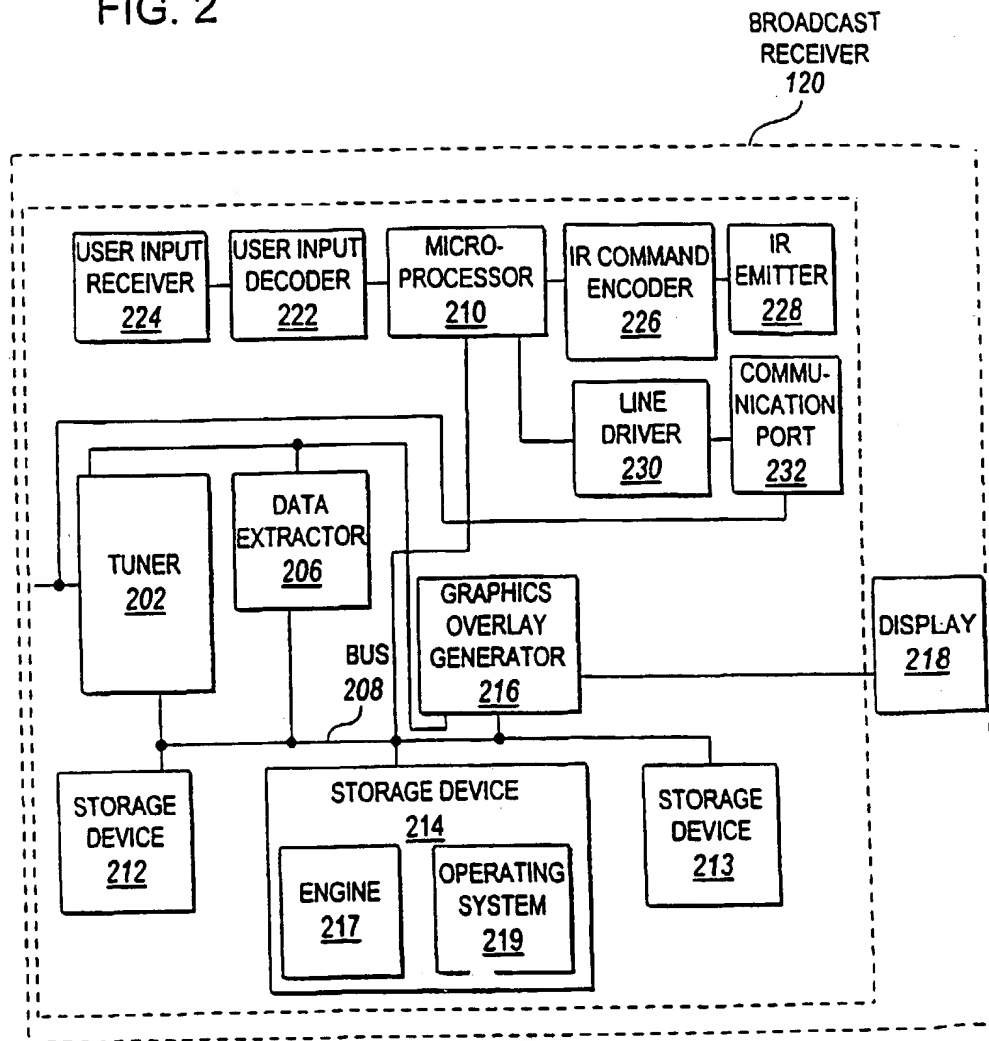 FIG. 2
BROADCAST
RECEIVER
120
USER INPUT
RECEIVER
224
USER INPUT
DECODER
222
MICRO-
PROCESSOR
210
IR COMMAND
ENCODER
226
IR
EMITTER
228
LINE
DRIVER
230
COMMU-
NICATION
PORT
232
TUNER
202
DATA
EXTRACTOR
206
BUS
208
GRAPHICS
OVERLAY
GENERATOR
216
DISPLAY
218
STORAGE
DEVICE
212
STORAGE DEVICE
214
ENGINE
217
OPERATING
SYSTEM
219
STORAGE
DEVICE
213